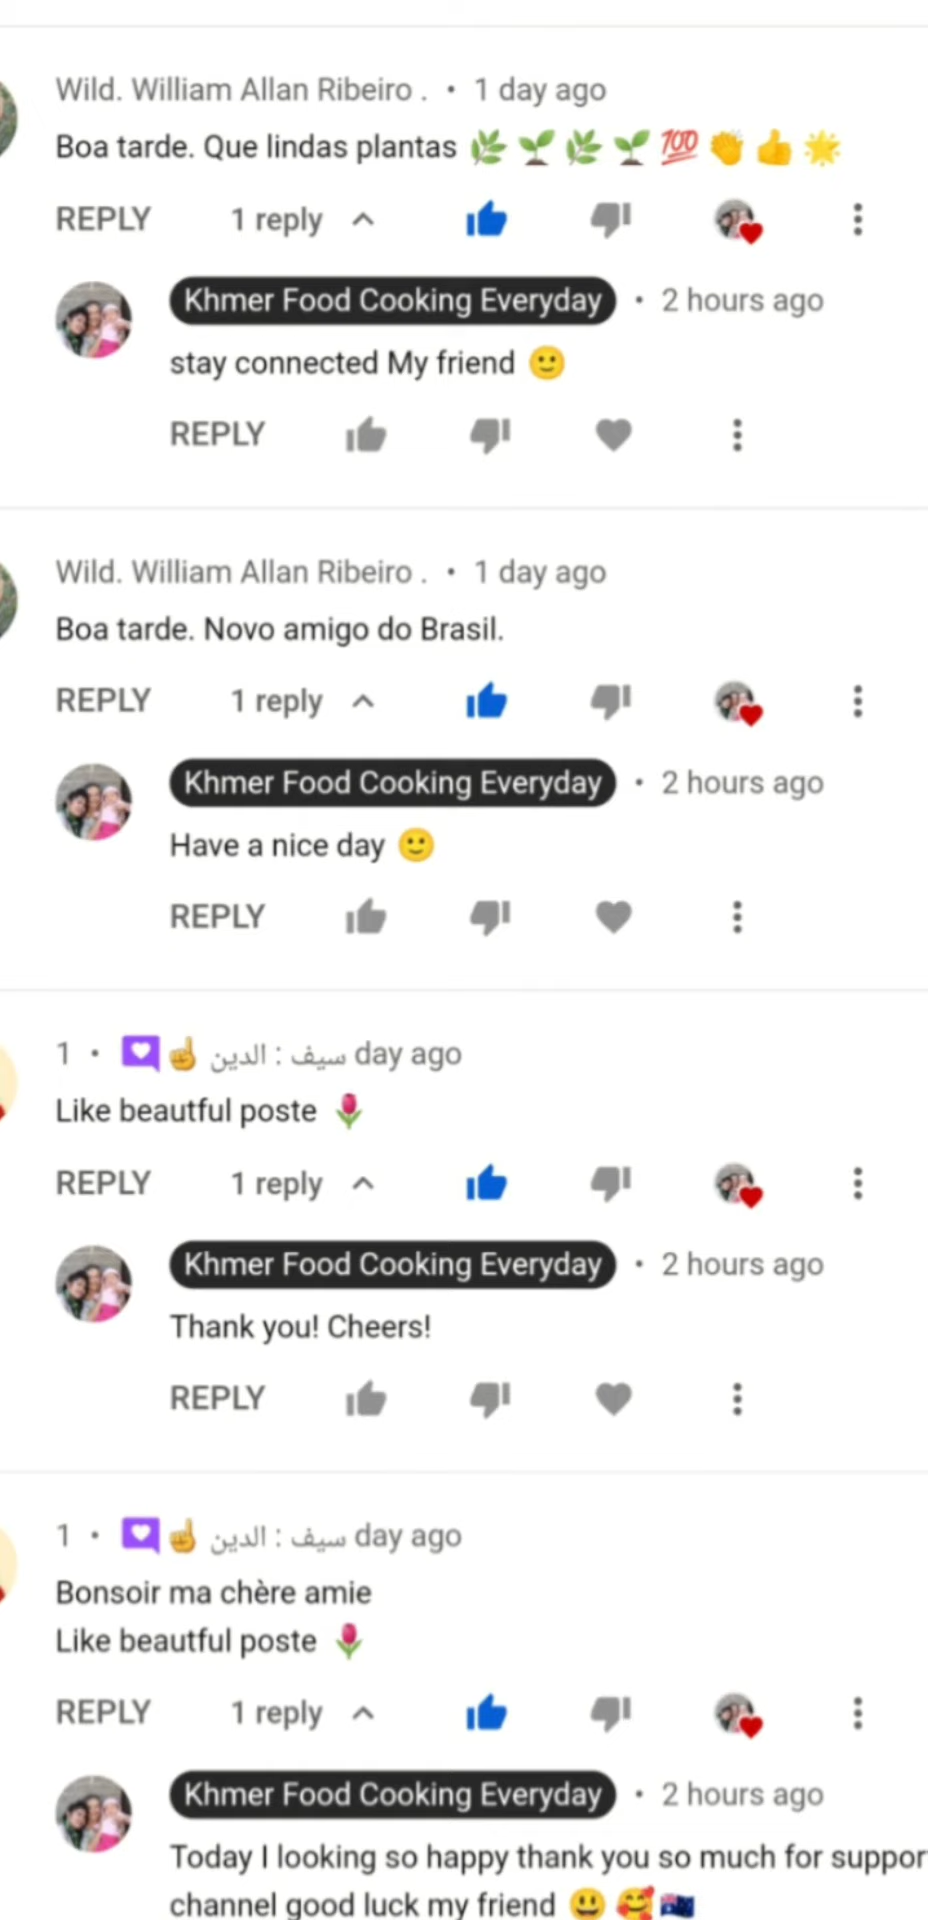 Wild. William Allan Ribeiro . • 1 day ago
Boa tarde. Que lindas plantas 🌿🌱🌿🌱💯👏👍🌟
REPLY 1 reply
Khmer Food Cooking Everyday • 2 hours ago
stay connected My friend 🙂
REPLY
Wild. William Allan Ribeiro . • 1 day ago
Boa tarde. Novo amigo do Brasil.
REPLY 1 reply
Khmer Food Cooking Everyday • 2 hours ago
Have a nice day 🙂
REPLY
1 • 💟☝️ سيف : الدين day ago
Like beautful poste 🌷
REPLY 1 reply
Khmer Food Cooking Everyday • 2 hours ago
Thank you! Cheers!
REPLY
1 • 💟☝️ سيف : الدين day ago
Bonsoir ma chère amie
Like beautful poste 🌷
REPLY 1 reply
Khmer Food Cooking Everyday • 2 hours ago
Today I looking so happy thank you so much for suppor
channel good luck my friend 😃🥰🇦🇺